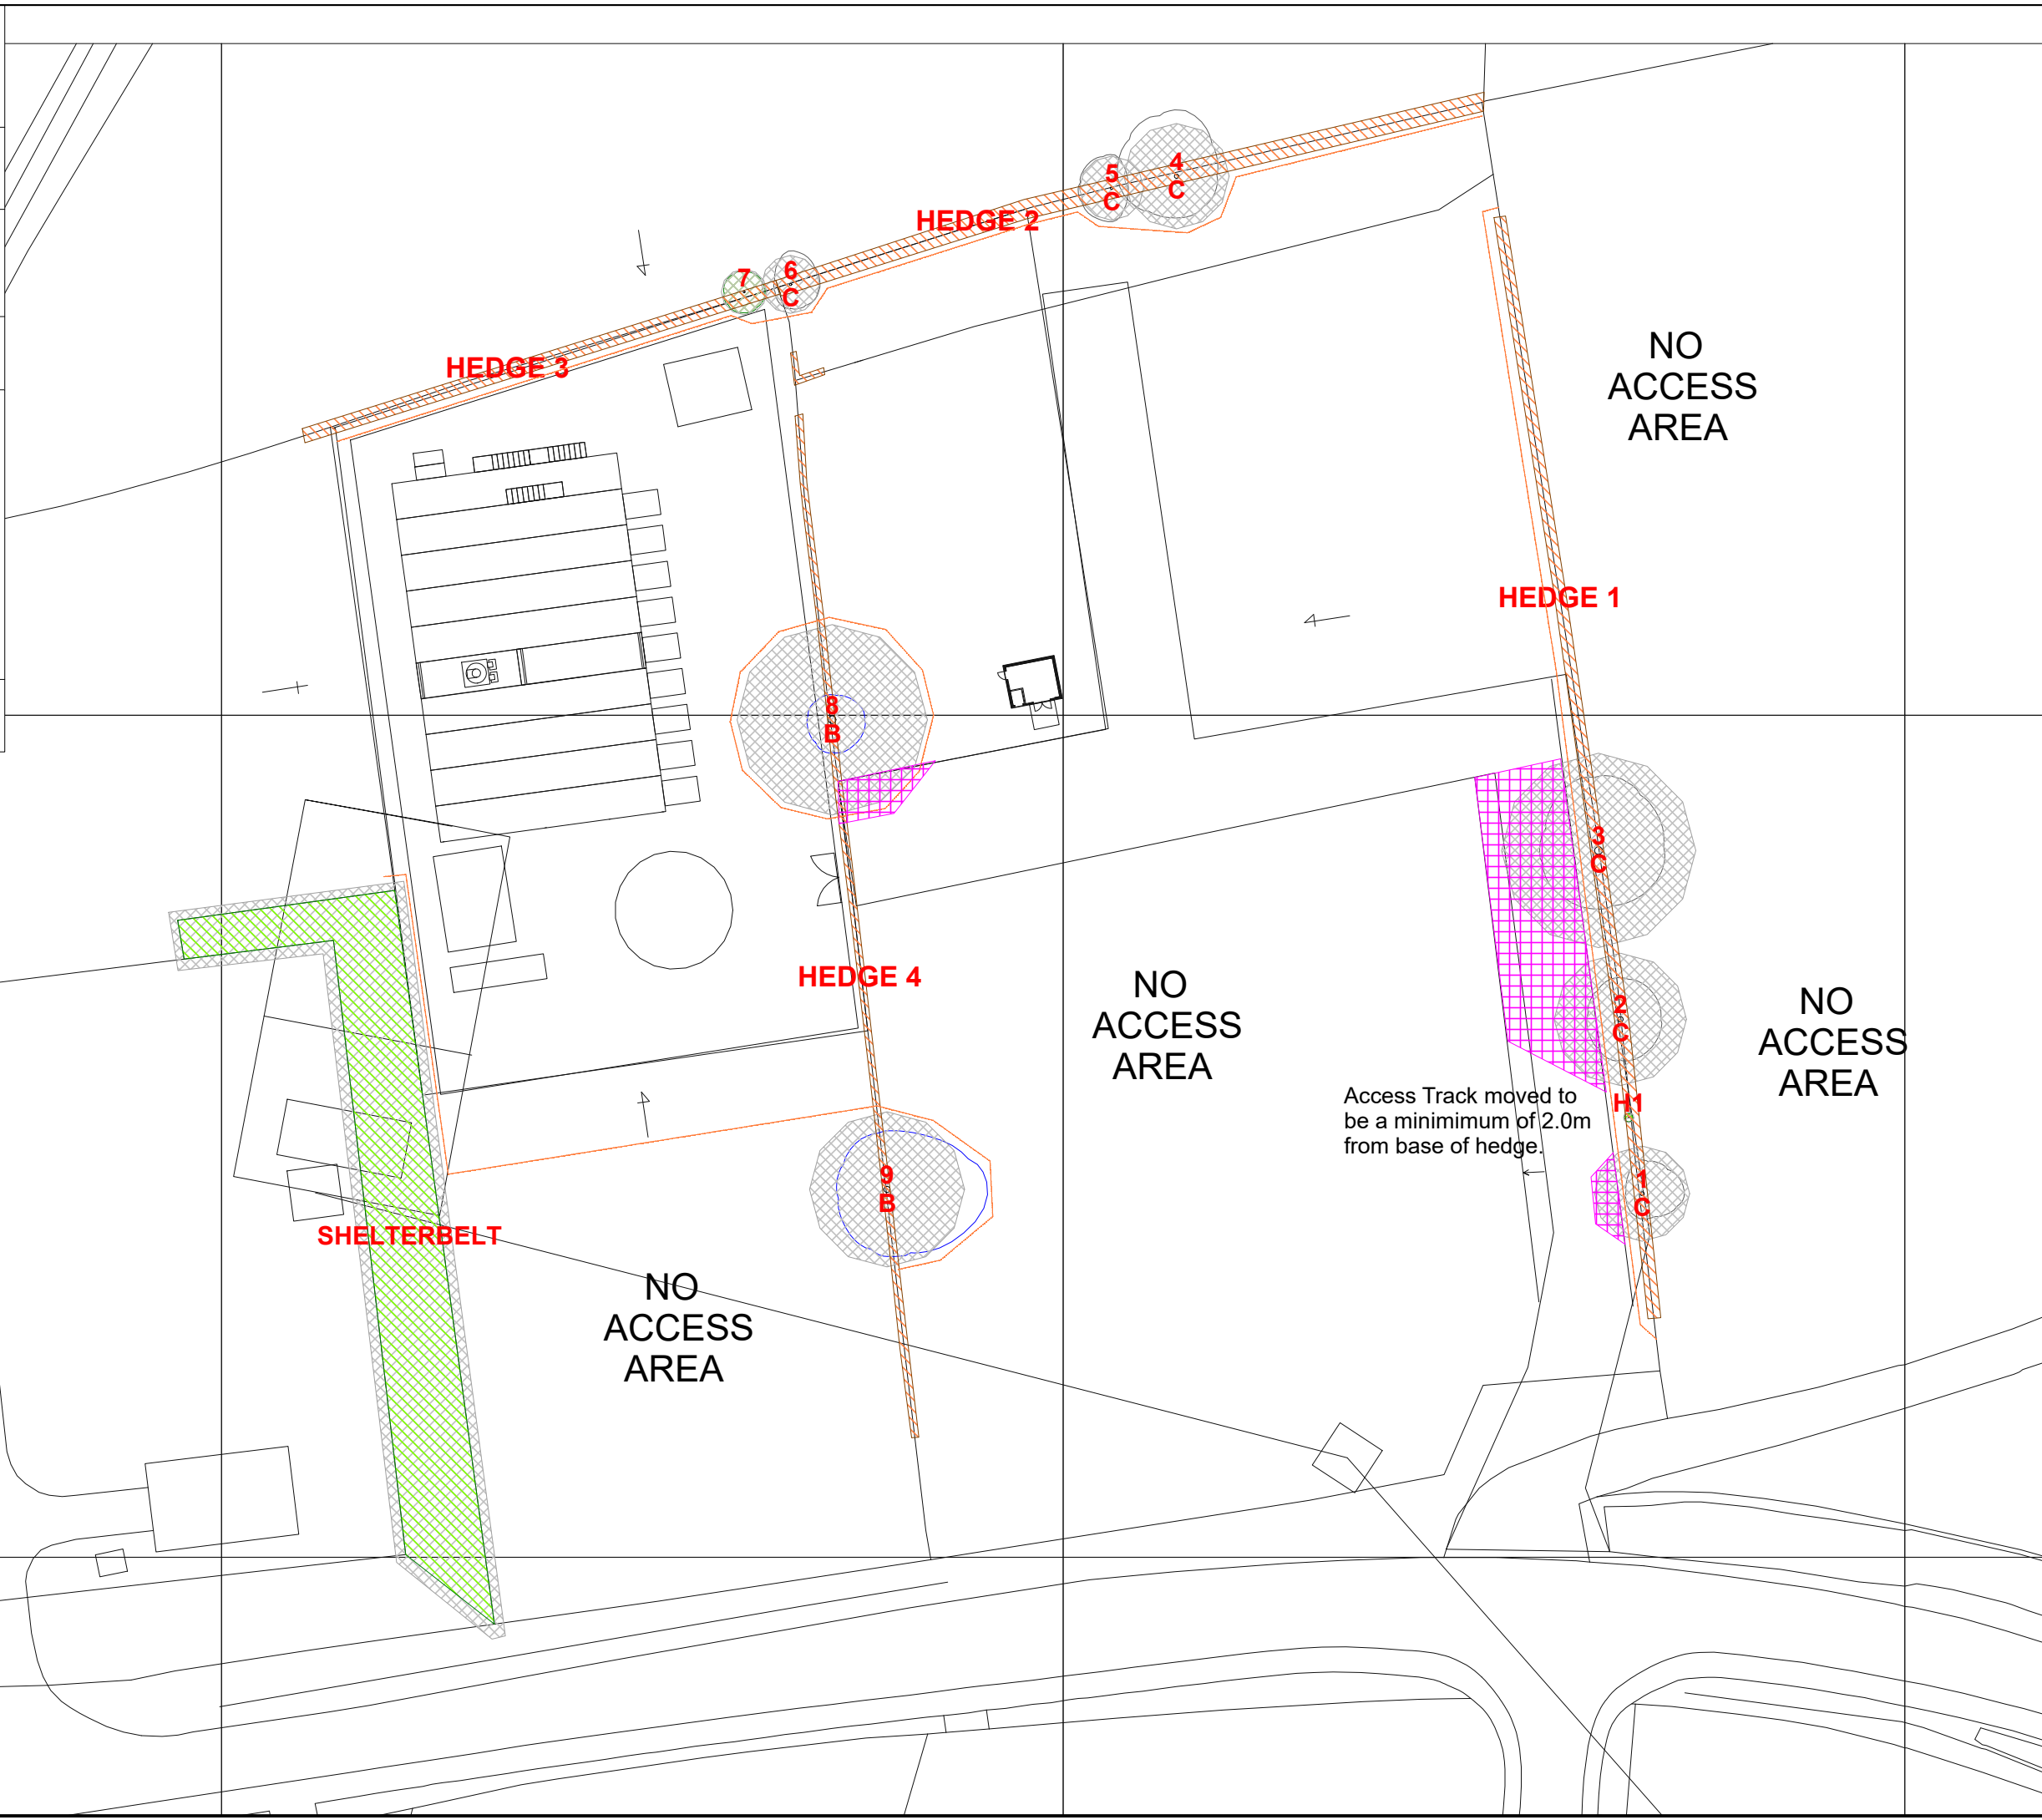 4
C
5
C
HEDGE 2
6
C
7
HEDGE 3
NO
ACCESS
AREA
HEDGE 1
8
B
3
C
HEDGE 4
NO
ACCESS
AREA
2
C
NO
ACCESS
AREA
Access Track moved to
be a minimimum of 2.0m
from base of hedge.
H1
9
B
1
C
SHELTERBELT
NO
ACCESS
AREA